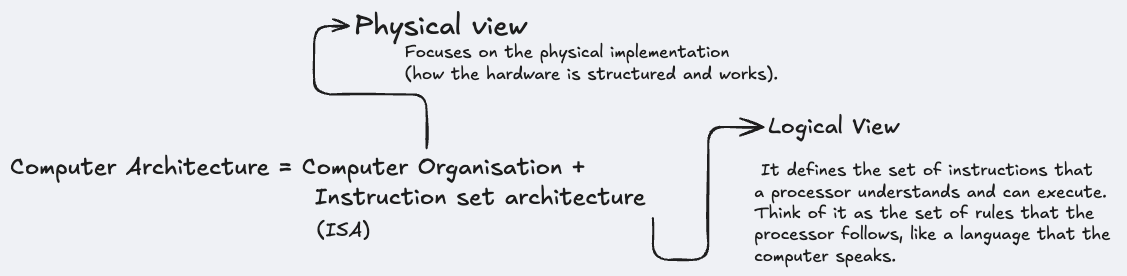 Physical view
Focuses on the physical implementation
(how the hardware is structured and works).
Logical View
Computer Architecture = Computer Organisation +
Instruction set architecture
(ISA)
It defines the set of instructions that
a processor understands and can execute.
Think of it as the set of rules that the
processor follows, like a language that the
computer speaks.